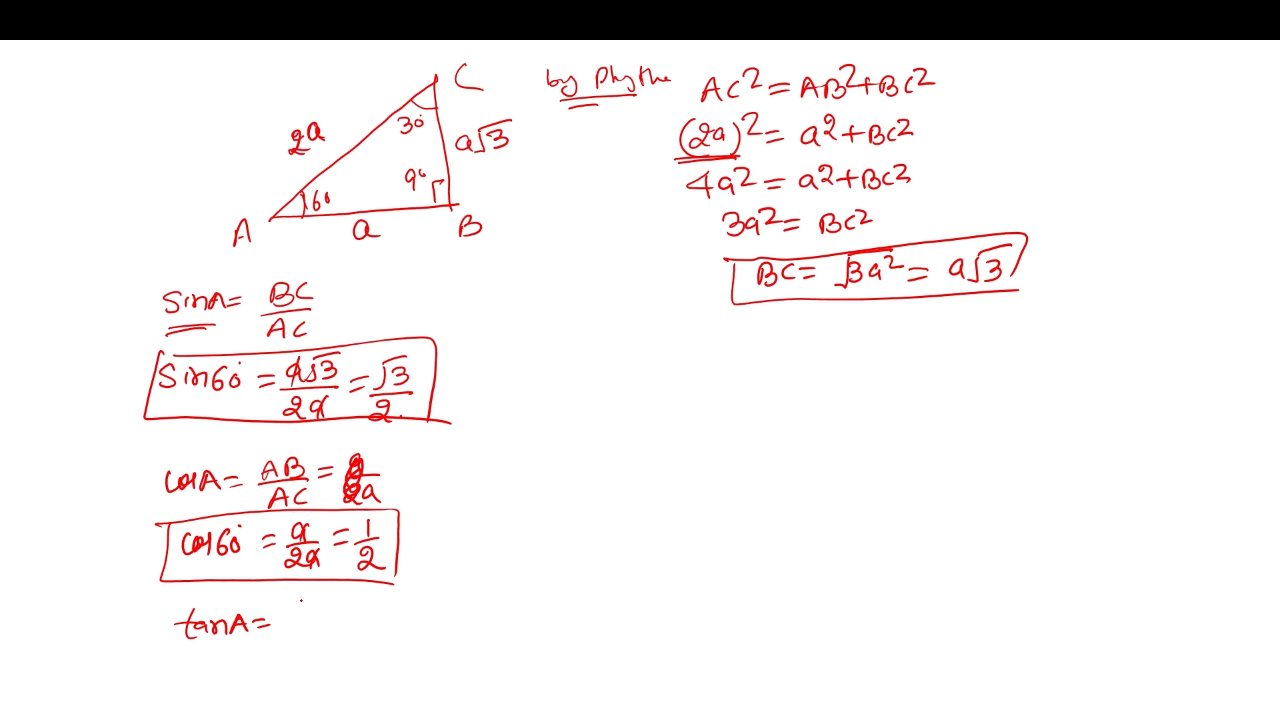 C
2a
30°
a√3
90
60
A
a
B
by Phythe
AC² = AB² + BC²
(2a)² = a² + BC²
4a² = a² + BC²
3a² = BC²
BC = √3a² = a√3
SinA = BC/AC
Sin60° = a√3/2a = √3/2
cosA = AB/AC = a/2a
cos60° = a/2a = 1/2
tanA =